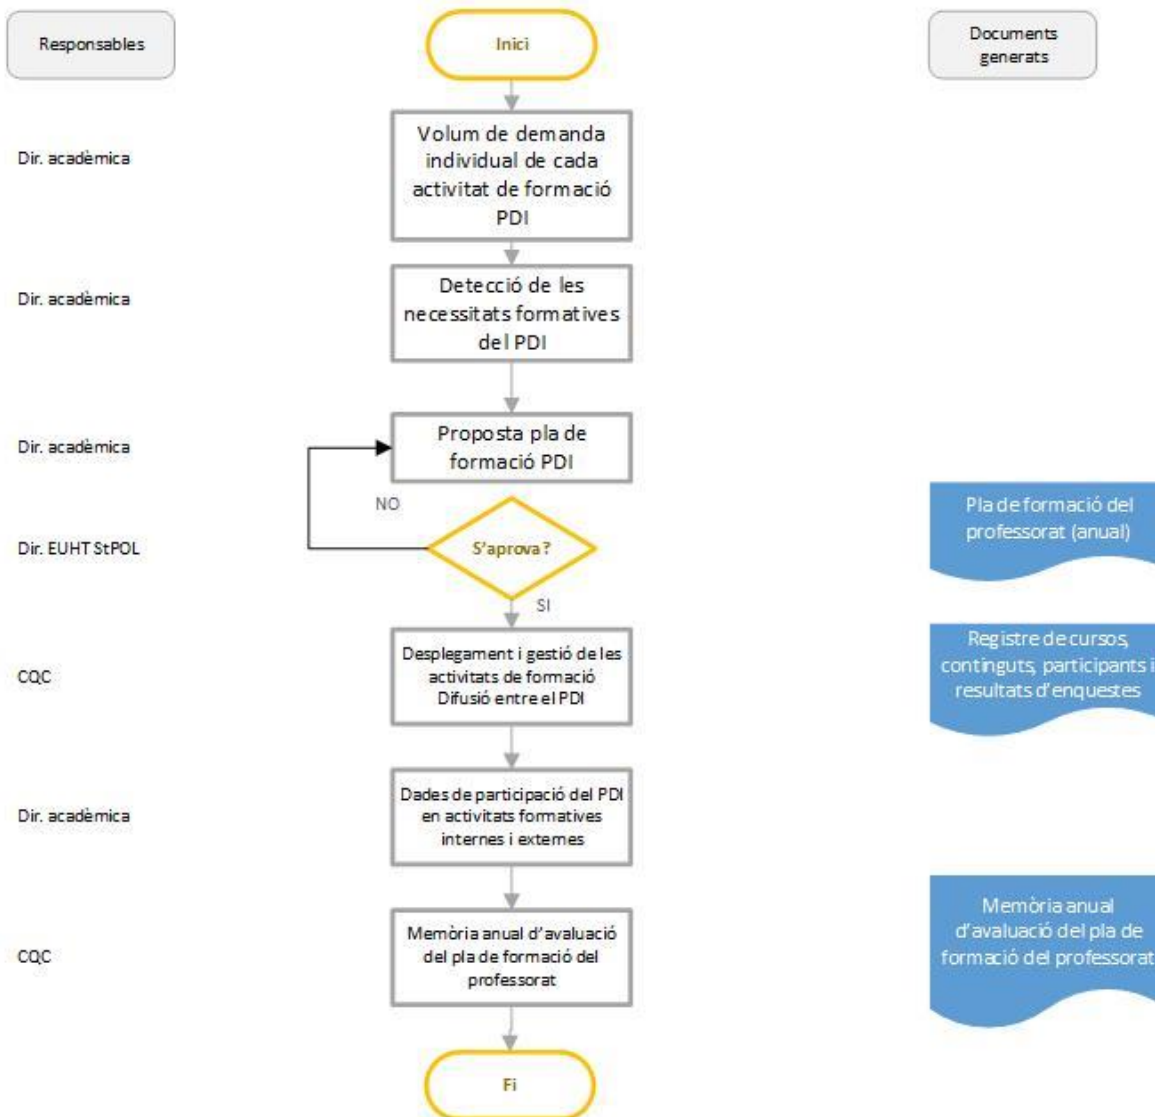 Responsables
Inici
Documents
generats
Dir. acadèmica
Volum de demanda
individual de cada
activitat de formació
PDI
Dir. acadèmica
Detecció de les
necessitats formatives
del PDI
Dir. acadèmica
Proposta pla de
formació PDI
NO
Dir. EUHT StPOL
S'aprova?
Pla de formació del
professorat (anual)
SI
CQC
Desplegament i gestió de les
activitats de formació
Difusió entre el PDI
Registre de cursos,
continguts, participants i
resultats d'enquestes
Dir. acadèmica
Dades de participació del PDI
en activitats formatives
internes i externes
CQC
Memòria anual d'avaluació
del pla de formació del
professorat
Memòria anual
d'avaluació del pla de
formació del professorat
Fi